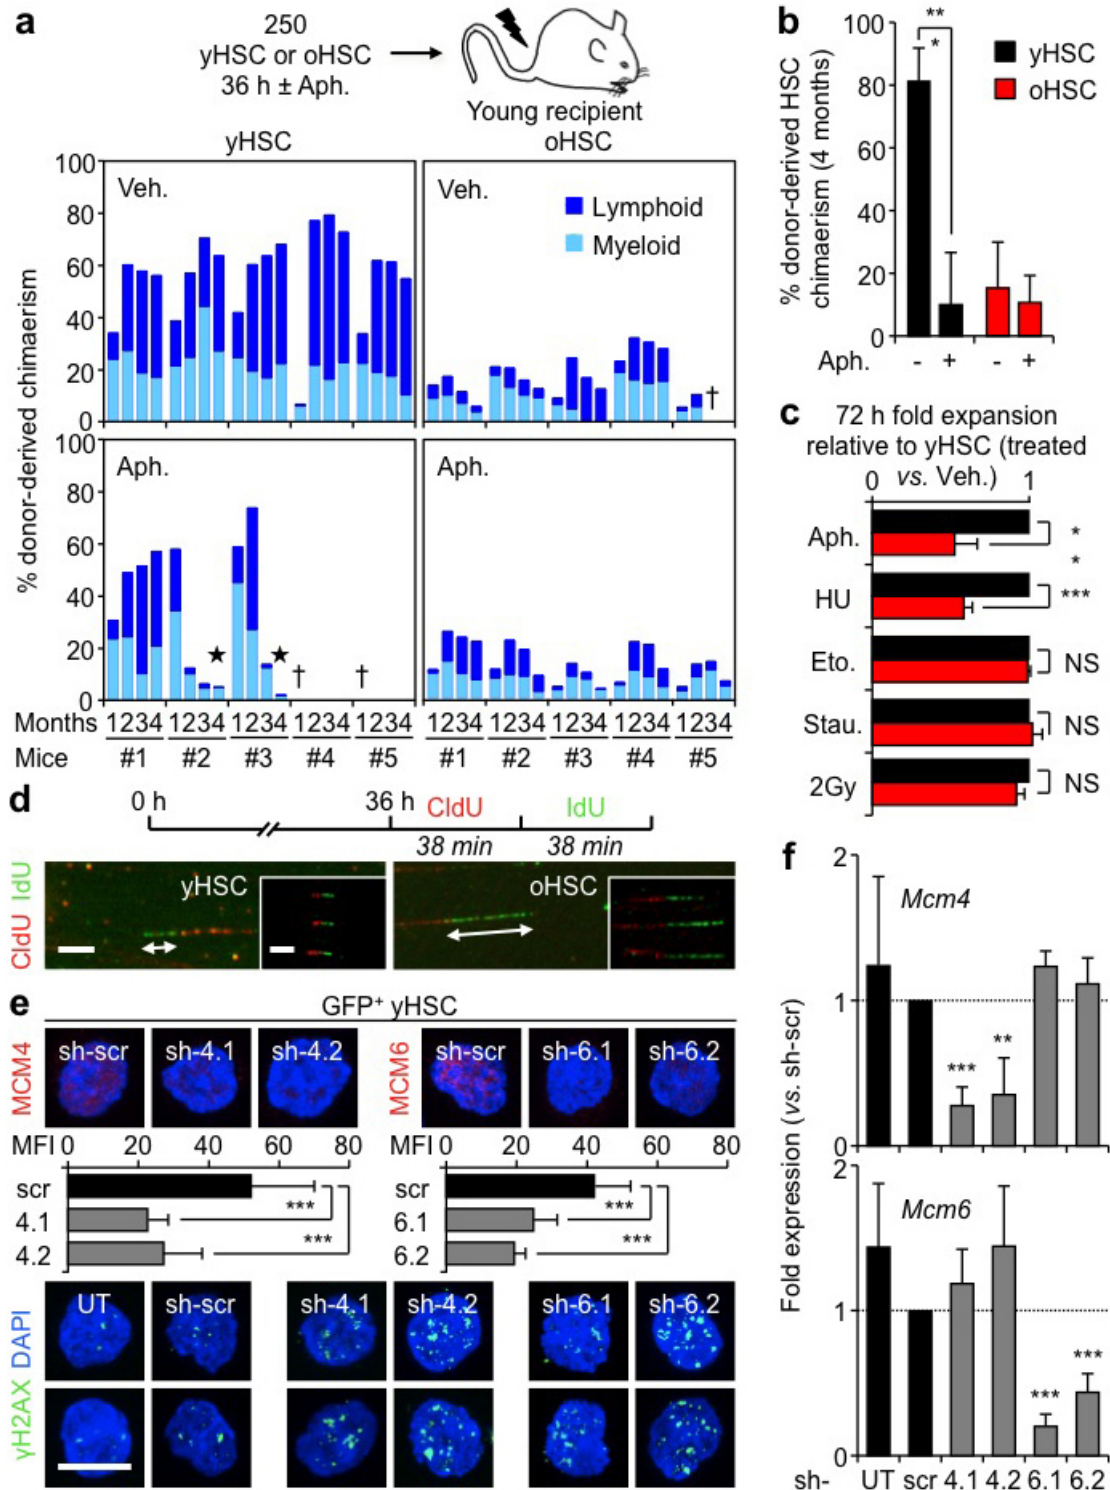 a
250
yHSC or oHSC
36 h ± Aph.
Young recipient
yHSC
oHSC
% donor-derived chimaerism
100
80
60
40
20
0
Veh.
Veh.
Lymphoid
Myeloid
100
80
60
40
20
0
Aph.
★
★
†
†
†
Aph.
Months 1234 1234 1234 1234 1234 1234 1234 1234 1234 1234
Mice #1 #2 #3 #4 #5 #1 #2 #3 #4 #5
b
% donor-derived HSC
chimaerism (4 months)
100
80
60
40
20
0
**
*
yHSC
oHSC
Aph. - + - +
c
72 h fold expansion
relative to yHSC (treated
vs. Veh.)
0 1
Aph.
*
*
HU
***
Eto.
NS
Stau.
NS
2Gy
NS
d
0 h
36 h
CldU
IdU
38 min
38 min
CldU IdU
yHSC
oHSC
e
GFP+ yHSC
MCM4
sh-scr
sh-4.1
sh-4.2
MCM6
sh-scr
sh-6.1
sh-6.2
MFI 0 20 40 60 80
scr
4.1
4.2
***
***
MFI 0 20 40 60 80
scr
6.1
6.2
***
***
γH2AX DAPI
UT
sh-scr
sh-4.1
sh-4.2
sh-6.1
sh-6.2
f
Fold expression (vs. sh-scr)
2
1
0
Mcm4
***
**
2
1
0
Mcm6
***
***
sh- UT scr 4.1 4.2 6.1 6.2